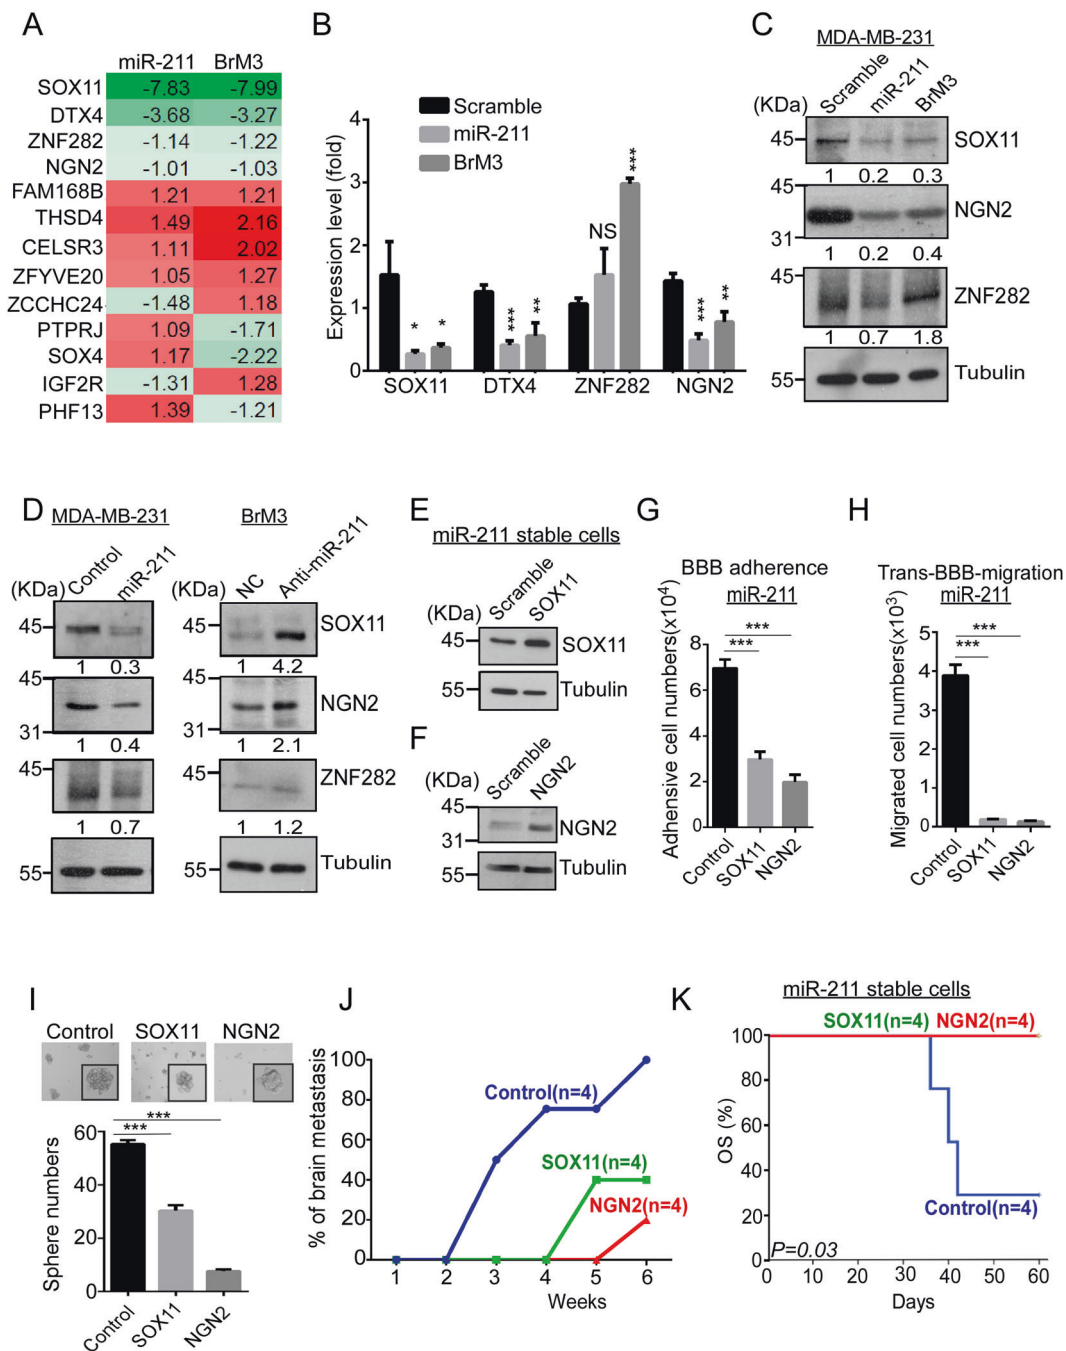 A
miR-211 BrM3
SOX11 -7.83 -7.99
DTX4 -3.68 -3.27
ZNF282 -1.14 -1.22
NGN2 -1.01 -1.03
FAM168B 1.21 1.21
THSD4 1.49 2.16
CELSR3 1.11 2.02
ZFYVE20 1.05 1.27
ZCCHC24 -1.48 1.18
PTPRJ 1.09 -1.71
SOX4 1.17 -2.22
IGF2R -1.31 1.28
PHF13 1.39 -1.21
B
Scramble
miR-211
BrM3
Expression level (fold)
4
3
2
1
0
* *
*** **
NS ***
*** **
SOX11 DTX4 ZNF282 NGN2
C
MDA-MB-231
(KDa) Scramble miR-211 BrM3
45 SOX11
1 0.2 0.3
45 NGN2
31
1 0.2 0.4
45 ZNF282
1 0.7 1.8
55 Tubulin
D
MDA-MB-231 BrM3
(KDa) Control miR-211 (KDa) NC Anti-miR-211
45 45 SOX11
1 0.3 1 4.2
45 45 NGN2
31 31
1 0.4 1 2.1
45 45 ZNF282
1 0.7 1 1.2
55 55 Tubulin
E
miR-211 stable cells
(KDa) Scramble SOX11
45 SOX11
55 Tubulin
F
(KDa) Scramble NGN2
45 NGN2
31
55 Tubulin
G
BBB adherence
miR-211
Adhensive cell numbers(x10⁴)
8
6
4
2
0
***
***
Control SOX11 NGN2
H
Trans-BBB-migration
miR-211
Migrated cell numbers(x10³)
5
4
3
2
1
0
***
***
Control SOX11 NGN2
I
Control SOX11 NGN2
Sphere numbers
60
40
20
0
***
***
Control SOX11 NGN2
J
% of brain metastasis
100
80
60
40
20
0
Control(n=4)
SOX11(n=4)
NGN2(n=4)
1 2 3 4 5 6
Weeks
K
miR-211 stable cells
SOX11(n=4) NGN2(n=4)
OS (%)
100
80
60
40
20
0
Control(n=4)
P=0.03
0 10 20 30 40 50 60
Days